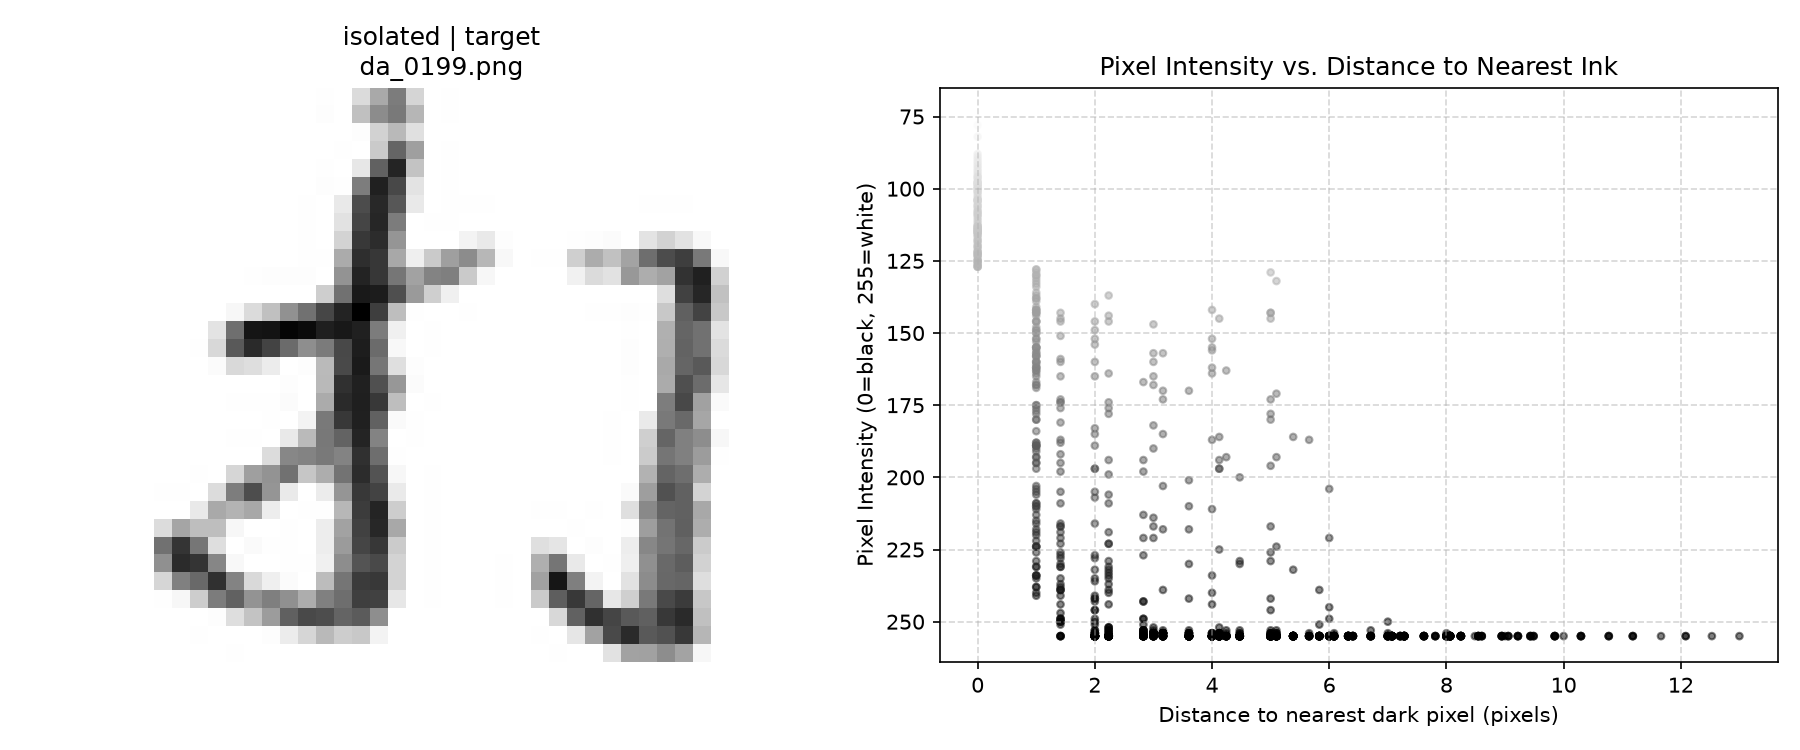 isolated | target
da_0199.png
Pixel Intensity vs. Distance to Nearest Ink
Pixel Intensity (0=black, 255=white)
75
100
125
150
175
200
225
250
0 2 4 6 8 10 12
Distance to nearest dark pixel (pixels)